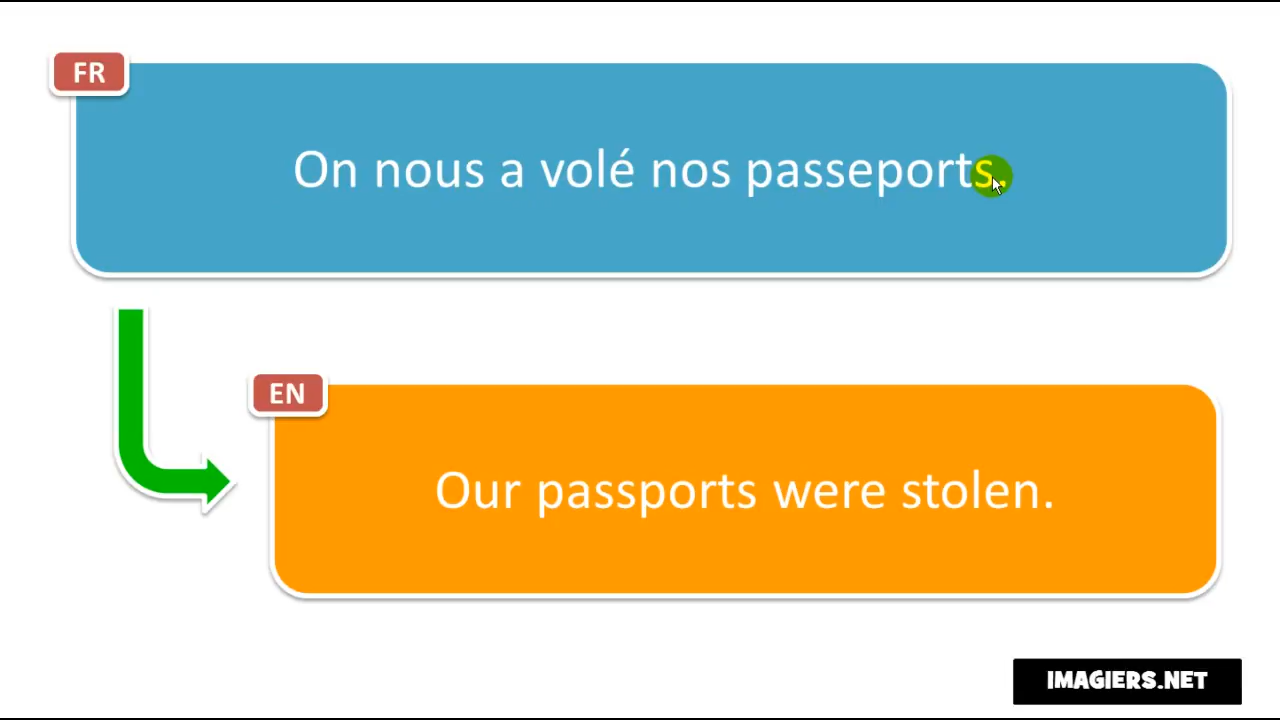 FR
On nous a volé nos passeports.
EN
Our passports were stolen.
IMAGIERS.NET